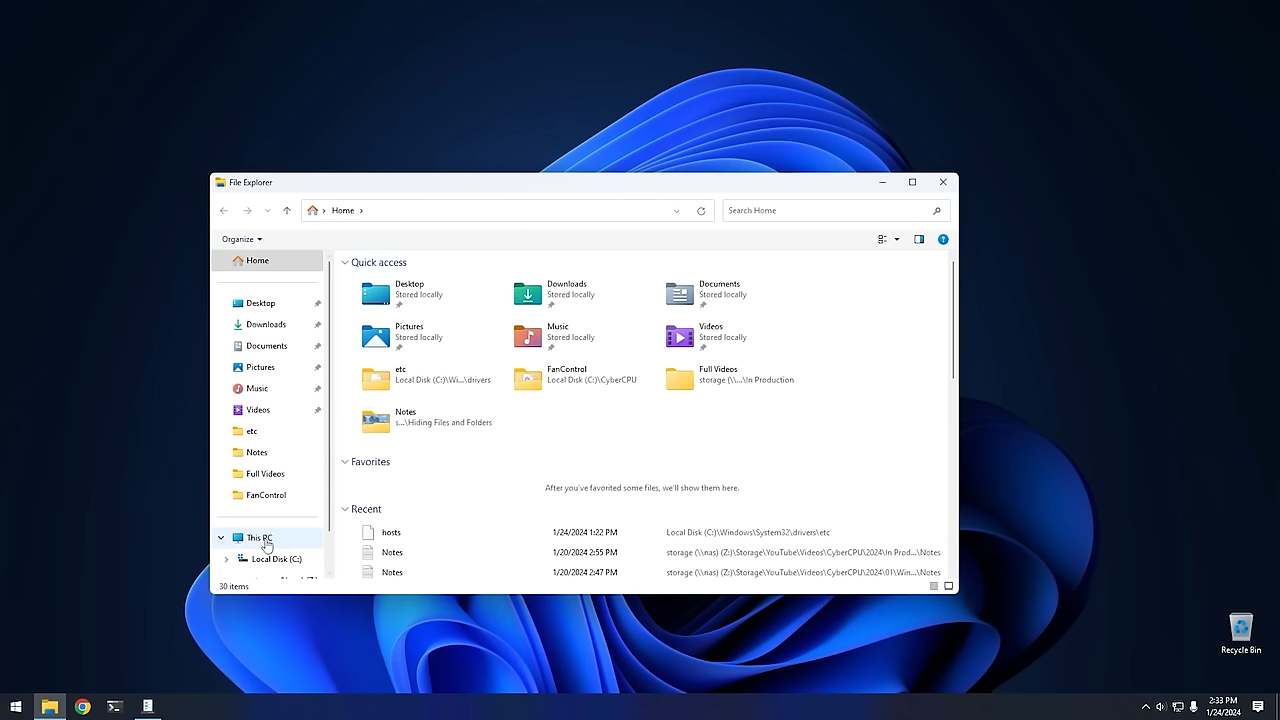 File Explorer
Home
Search Home
Organize
Home
Desktop
Downloads
Documents
Pictures
Music
Videos
etc
Notes
Full Videos
FanControl
This PC
Local Disk (C:)
30 items
Quick access
Desktop
Stored locally
Downloads
Stored locally
Documents
Stored locally
Pictures
Stored locally
Music
Stored locally
Videos
Stored locally
etc
Local Disk (C:)\Wi...\drivers
FanControl
Local Disk (C:)\CyberCPU
Full Videos
storage (\\...\In Production
Notes
s...\Hiding Files and Folders
Favorites
After you've favorited some files, we'll show them here.
Recent
hosts 1/24/2024 1:22 PM Local Disk (C:)\Windows\System32\drivers\etc
Notes 1/20/2024 2:55 PM storage (\\nas) (Z:)\Storage\YouTube\Videos\CyberCPU\2024\In Prod...\Notes
Notes 1/20/2024 2:47 PM storage (\\nas) (Z:)\Storage\YouTube\Videos\CyberCPU\2024\01\Win...\Notes
Recycle Bin
2:33 PM
1/24/2024